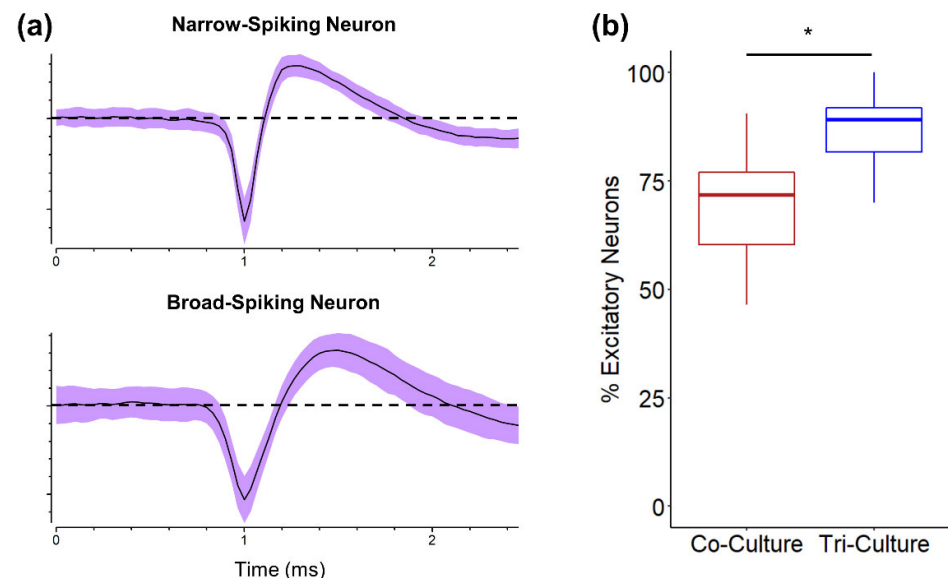 (a)
Narrow-Spiking Neuron
0
1
2
Broad-Spiking Neuron
0
1
2
Time (ms)
(b)
*
% Excitatory Neurons
100
75
50
25
0
Co-Culture
Tri-Culture